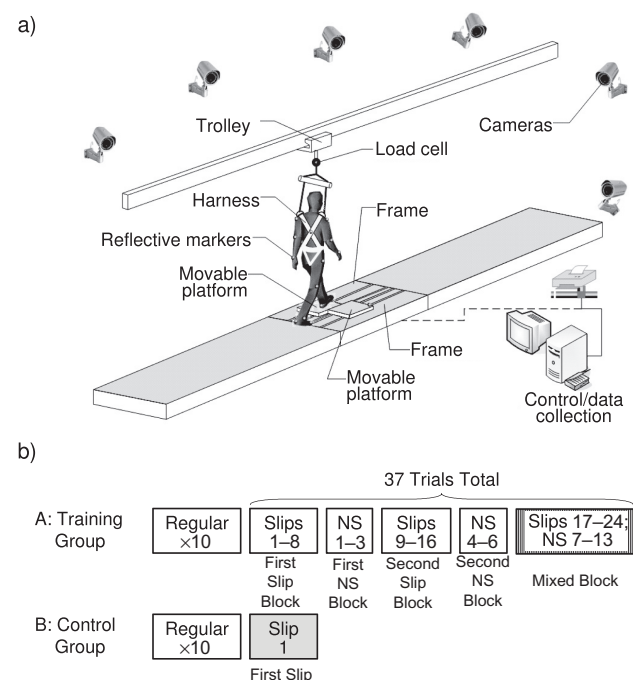 a)
Trolley
Cameras
Load cell
Harness
Frame
Reflective markers
Movable
platform
Frame
Movable
platform
Control/data
collection
b)
37 Trials Total
A: Training
Group
Regular
×10
Slips
1–8
NS
1–3
Slips
9–16
NS
4–6
Slips 17–24;
NS 7–13
First
Slip
Block
First
NS
Block
Second
Slip
Block
Second
NS
Block
Mixed Block
B: Control
Group
Regular
×10
Slip
1
First Slip